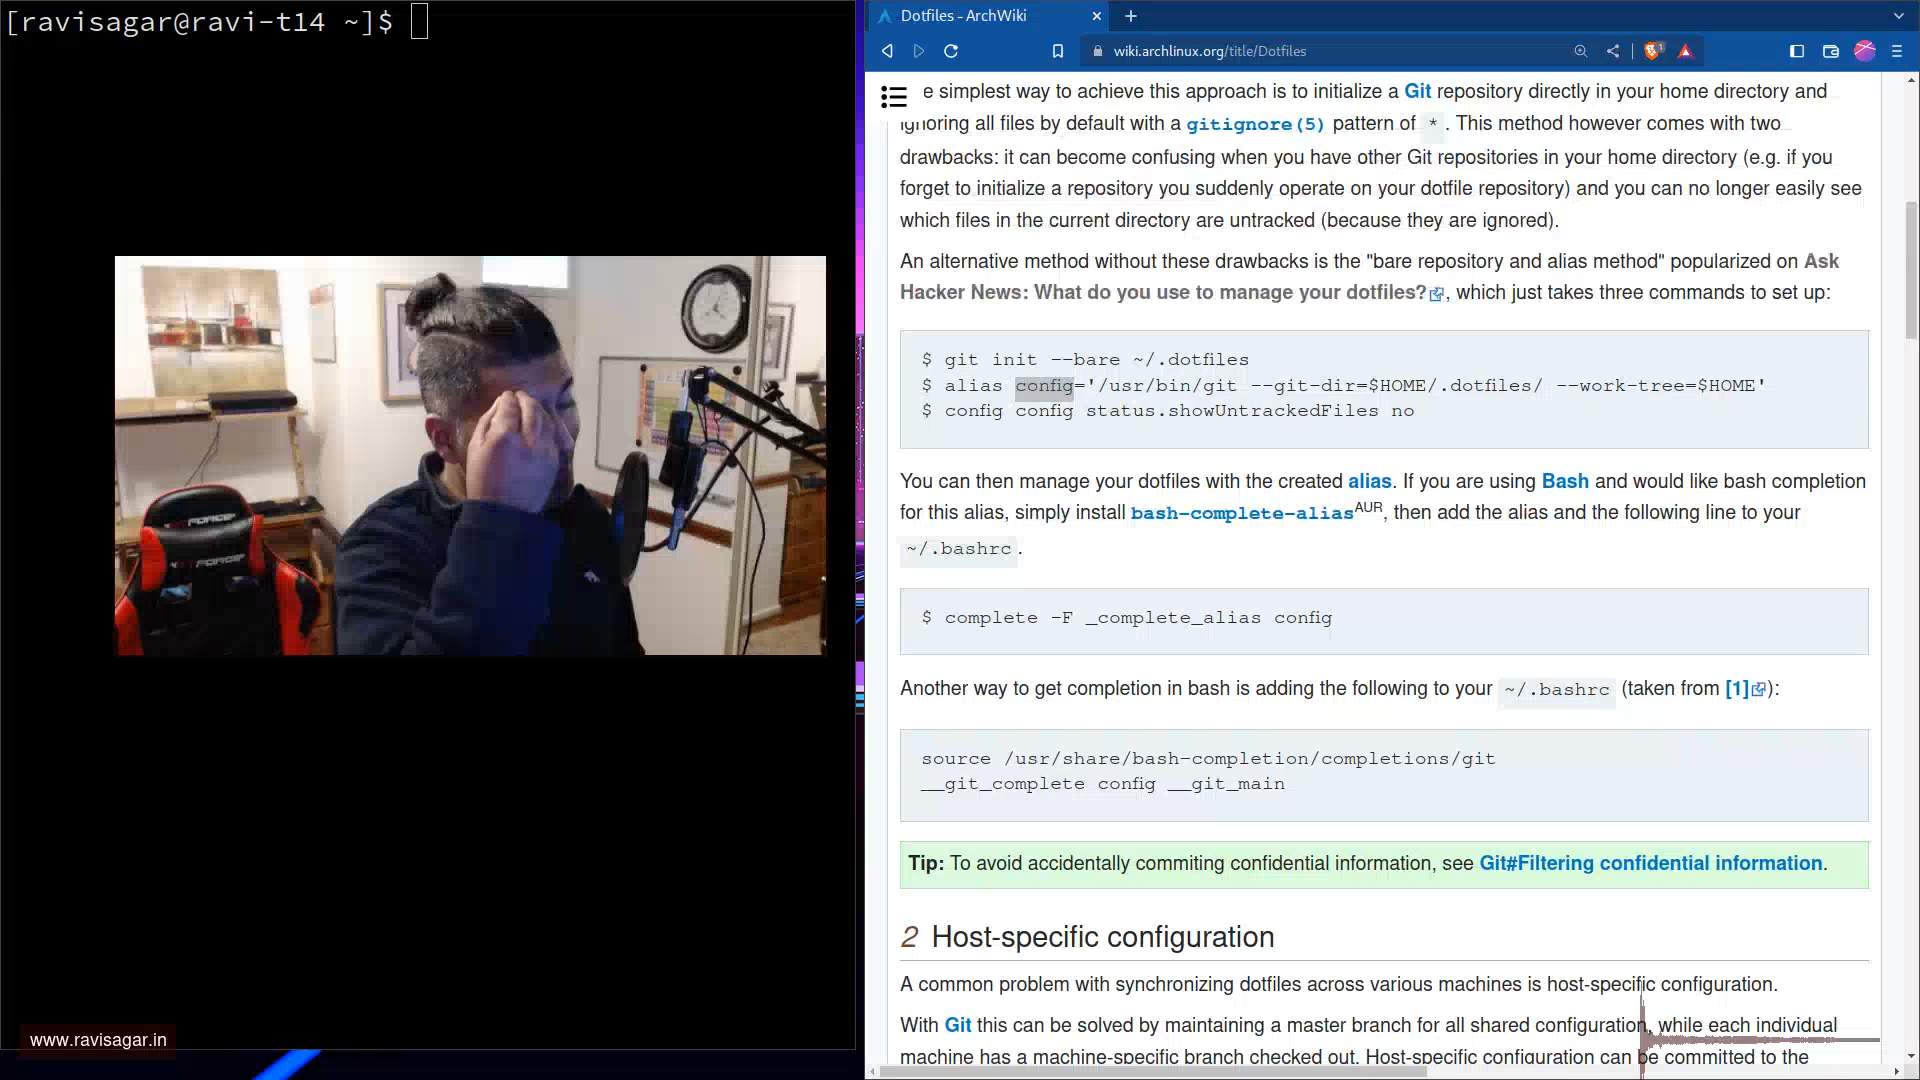 [ravisagar@ravi-t14 ~]$
www.ravisagar.in
Dotfiles - ArchWiki
wiki.archlinux.org/title/Dotfiles
1
e simplest way to achieve this approach is to initialize a Git repository directly in your home directory and
ignoring all files by default with a gitignore(5) pattern of * . This method however comes with two
drawbacks: it can become confusing when you have other Git repositories in your home directory (e.g. if you
forget to initialize a repository you suddenly operate on your dotfile repository) and you can no longer easily see
which files in the current directory are untracked (because they are ignored).
An alternative method without these drawbacks is the "bare repository and alias method" popularized on Ask
Hacker News: What do you use to manage your dotfiles?, which just takes three commands to set up:
$ git init --bare ~/.dotfiles
$ alias config='/usr/bin/git --git-dir=$HOME/.dotfiles/ --work-tree=$HOME'
$ config config status.showUntrackedFiles no
You can then manage your dotfiles with the created alias. If you are using Bash and would like bash completion
for this alias, simply install bash-complete-aliasAUR, then add the alias and the following line to your
~/.bashrc.
$ complete -F _complete_alias config
Another way to get completion in bash is adding the following to your ~/.bashrc (taken from [1]):
source /usr/share/bash-completion/completions/git
__git_complete config __git_main
Tip: To avoid accidentally commiting confidential information, see Git#Filtering confidential information.
2 Host-specific configuration
A common problem with synchronizing dotfiles across various machines is host-specific configuration.
With Git this can be solved by maintaining a master branch for all shared configuration, while each individual
machine has a machine-specific branch checked out. Host-specific configuration can be committed to the